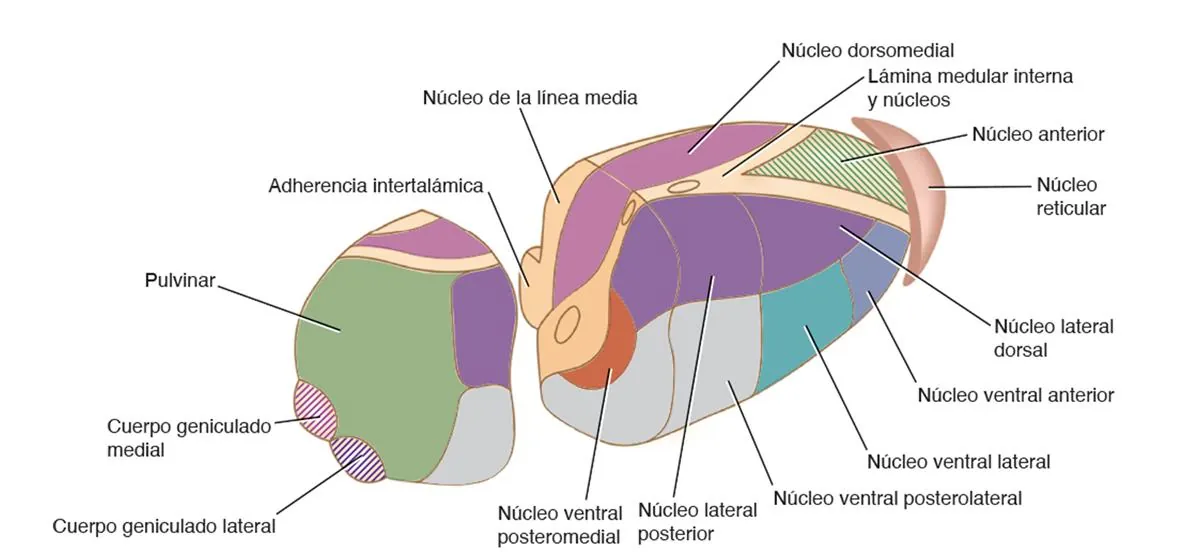 Núcleo dorsomedial
Lámina medular interna
y núcleos
Núcleo de la línea media
Núcleo anterior
Adherencia intertalámica
Núcleo
reticular
Pulvinar
Núcleo lateral
dorsal
Núcleo ventral anterior
Cuerpo geniculado
medial
Núcleo ventral lateral
Núcleo ventral posterolateral
Cuerpo geniculado lateral
Núcleo ventral
posteromedial
Núcleo lateral
posterior